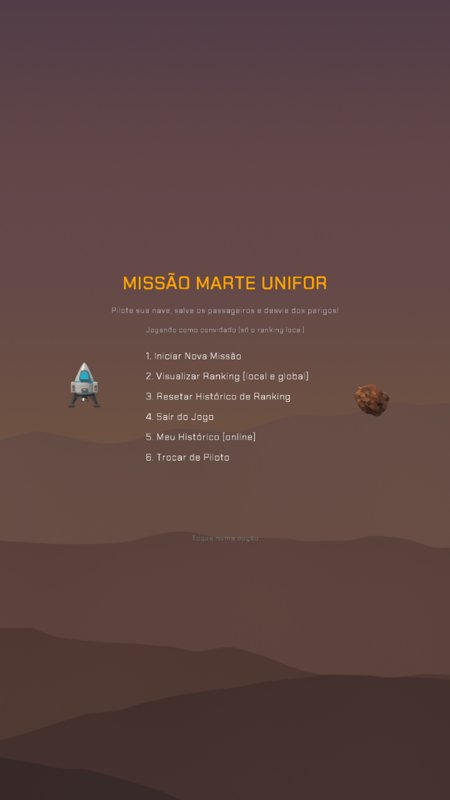 MISSÃO MARTE UNIFOR
Pilote sua nave, salve os passageiros e desvie dos perigos!
Jogando como convidado (só o ranking local)
1. Iniciar Nova Missão
2. Visualizar Ranking (local e global)
3. Resetar Histórico de Ranking
4. Sair do Jogo
5. Meu Histórico (online)
6. Trocar de Piloto
numa opção